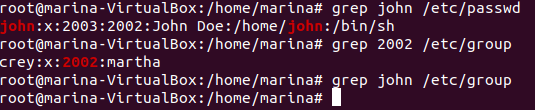 root@marina-VirtualBox:/home/marina# grep john /etc/passwd
john:x:2003:2002:John Doe:/home/john:/bin/sh
root@marina-VirtualBox:/home/marina# grep 2002 /etc/group
crey:x:2002:martha
root@marina-VirtualBox:/home/marina# grep john /etc/group
root@marina-VirtualBox:/home/marina#